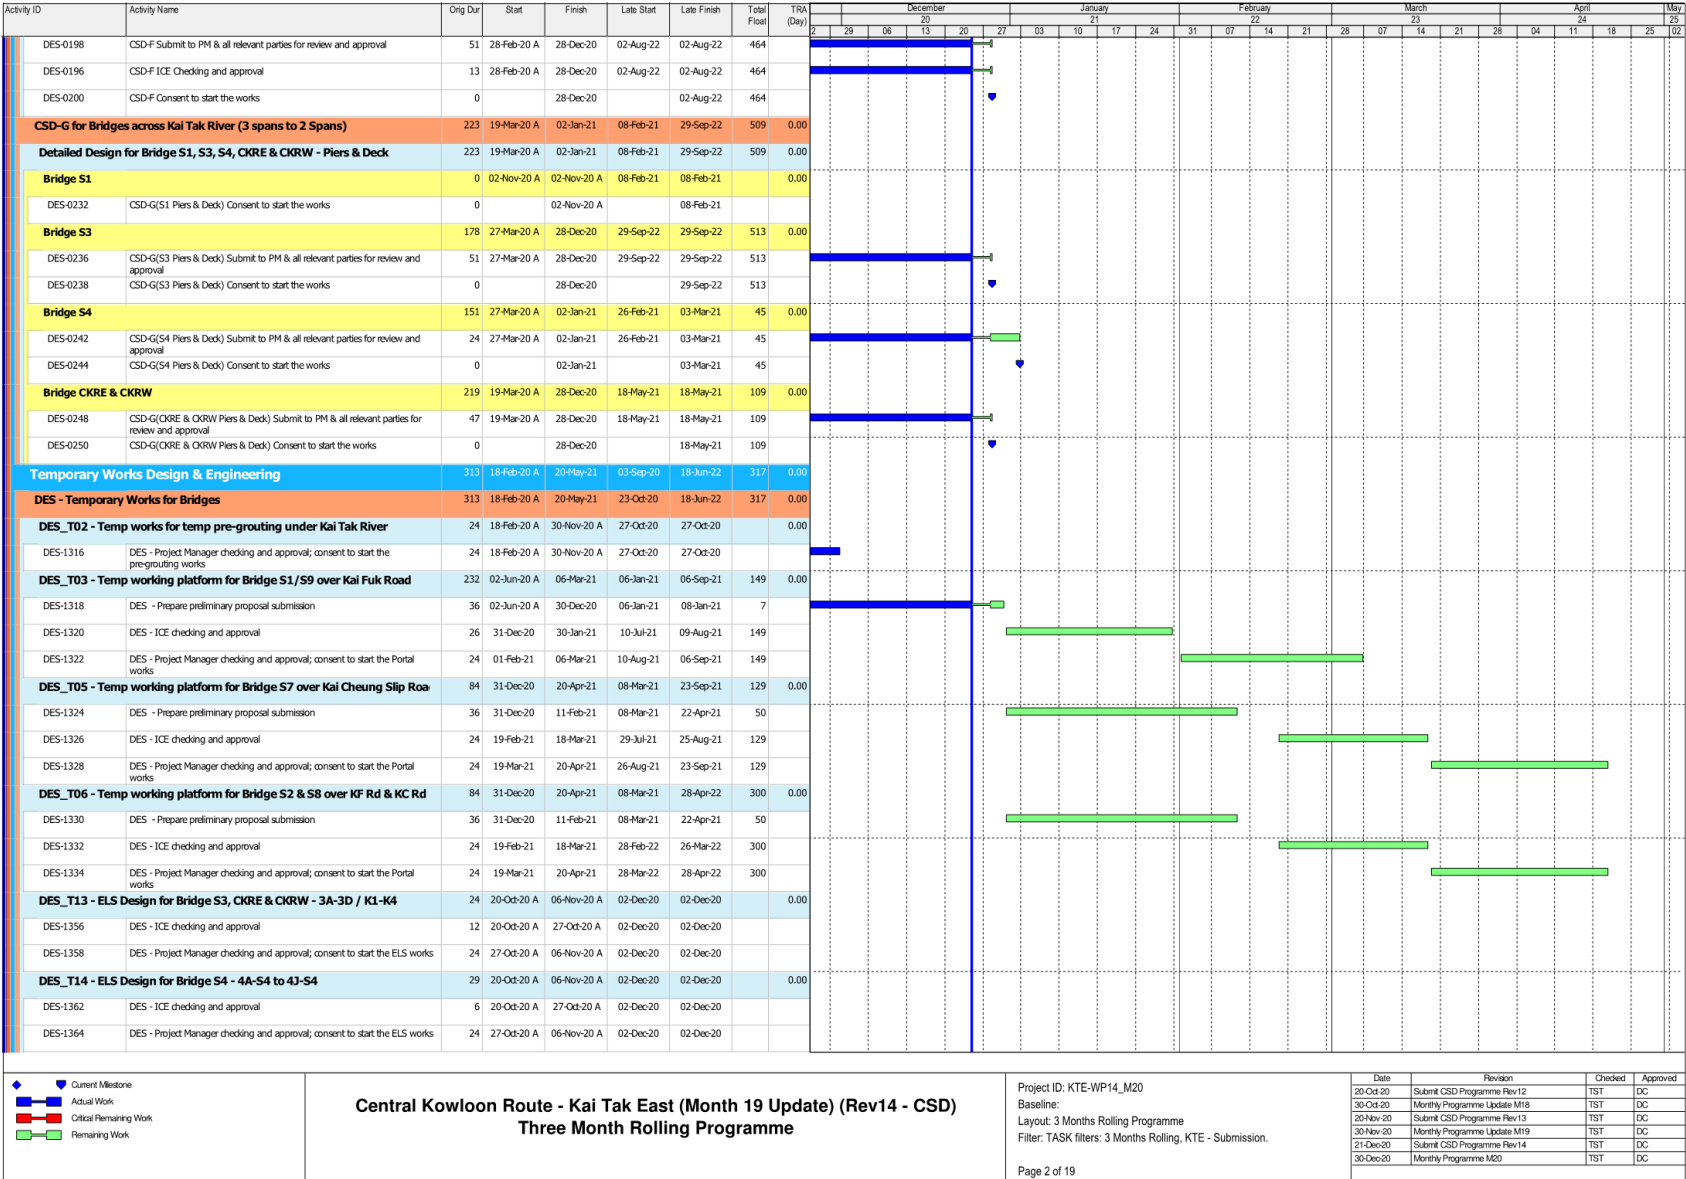 Activity ID Activity Name Orig Dur Start Finish Late Start Late Finish Total Float TRA (Day)
December January February March April May
20 21 22 23 24 25
2 29 06 13 20 27 03 10 17 24 31 07 14 21 28 07 14 21 28 04 11 18 25 02
DES-0198 CSD-F Submit to PM & all relevant parties for review and approval 51 28-Feb-20 A 28-Dec-20 02-Aug-22 02-Aug-22 464
DES-0196 CSD-F ICE Checking and approval 13 28-Feb-20 A 28-Dec-20 02-Aug-22 02-Aug-22 464
DES-0200 CSD-F Consent to start the works 0 28-Dec-20 02-Aug-22 464
CSD-G for Bridges across Kai Tak River (3 spans to 2 Spans) 223 19-Mar-20 A 02-Jan-21 08-Feb-21 29-Sep-22 509 0.00
Detailed Design for Bridge S1, S3, S4, CKRE & CKRW - Piers & Deck 223 19-Mar-20 A 02-Jan-21 08-Feb-21 29-Sep-22 509 0.00
Bridge S1 0 02-Nov-20 A 02-Nov-20 A 08-Feb-21 08-Feb-21 0.00
DES-0232 CSD-G(S1 Piers & Deck) Consent to start the works 0 02-Nov-20 A 08-Feb-21
Bridge S3 178 27-Mar-20 A 28-Dec-20 29-Sep-22 29-Sep-22 513 0.00
DES-0236 CSD-G(S3 Piers & Deck) Submit to PM & all relevant parties for review and approval 51 27-Mar-20 A 28-Dec-20 29-Sep-22 29-Sep-22 513
DES-0238 CSD-G(S3 Piers & Deck) Consent to start the works 0 28-Dec-20 29-Sep-22 513
Bridge S4 151 27-Mar-20 A 02-Jan-21 26-Feb-21 03-Mar-21 45 0.00
DES-0242 CSD-G(S4 Piers & Deck) Submit to PM & all relevant parties for review and approval 24 27-Mar-20 A 02-Jan-21 26-Feb-21 03-Mar-21 45
DES-0244 CSD-G(S4 Piers & Deck) Consent to start the works 0 02-Jan-21 03-Mar-21 45
Bridge CKRE & CKRW 219 19-Mar-20 A 28-Dec-20 18-May-21 18-May-21 109 0.00
DES-0248 CSD-G(CKRE & CKRW Piers & Deck) Submit to PM & all relevant parties for review and approval 47 19-Mar-20 A 28-Dec-20 18-May-21 18-May-21 109
DES-0250 CSD-G(CKRE & CKRW Piers & Deck) Consent to start the works 0 28-Dec-20 18-May-21 109
Temporary Works Design & Engineering 313 18-Feb-20 A 20-May-21 03-Sep-20 18-Jun-22 317 0.00
DES - Temporary Works for Bridges 313 18-Feb-20 A 20-May-21 23-Oct-20 18-Jun-22 317 0.00
DES_T02 - Temp works for temp pre-grouting under Kai Tak River 24 18-Feb-20 A 30-Nov-20 A 27-Oct-20 27-Oct-20 0.00
DES-1316 DES - Project Manager checking and approval; consent to start the pre-grouting works 24 18-Feb-20 A 30-Nov-20 A 27-Oct-20 27-Oct-20
DES_T03 - Temp working platform for Bridge S1/S9 over Kai Fuk Road 232 02-Jun-20 A 06-Mar-21 06-Jan-21 06-Sep-21 149 0.00
DES-1318 DES - Prepare preliminary proposal submission 36 02-Jun-20 A 30-Dec-20 06-Jan-21 08-Jan-21 7
DES-1320 DES - ICE checking and approval 26 31-Dec-20 30-Jan-21 10-Jul-21 09-Aug-21 149
DES-1322 DES - Project Manager checking and approval; consent to start the Portal works 24 01-Feb-21 06-Mar-21 10-Aug-21 06-Sep-21 149
DES_T05 - Temp working platform for Bridge S7 over Kai Cheung Slip Roa 84 31-Dec-20 20-Apr-21 08-Mar-21 23-Sep-21 129 0.00
DES-1324 DES - Prepare preliminary proposal submission 36 31-Dec-20 11-Feb-21 08-Mar-21 22-Apr-21 50
DES-1326 DES - ICE checking and approval 24 19-Feb-21 18-Mar-21 29-Jul-21 25-Aug-21 129
DES-1328 DES - Project Manager checking and approval; consent to start the Portal works 24 19-Mar-21 20-Apr-21 26-Aug-21 23-Sep-21 129
DES_T06 - Temp working platform for Bridge S2 & S8 over KF Rd & KC Rd 84 31-Dec-20 20-Apr-21 08-Mar-21 28-Apr-22 300 0.00
DES-1330 DES - Prepare preliminary proposal submission 36 31-Dec-20 11-Feb-21 08-Mar-21 22-Apr-21 50
DES-1332 DES - ICE checking and approval 24 19-Feb-21 18-Mar-21 28-Feb-22 26-Mar-22 300
DES-1334 DES - Project Manager checking and approval; consent to start the Portal works 24 19-Mar-21 20-Apr-21 28-Mar-22 28-Apr-22 300
DES_T13 - ELS Design for Bridge S3, CKRE & CKRW - 3A-3D / K1-K4 24 20-Oct-20 A 06-Nov-20 A 02-Dec-20 02-Dec-20 0.00
DES-1356 DES - ICE checking and approval 12 20-Oct-20 A 27-Oct-20 A 02-Dec-20 02-Dec-20
DES-1358 DES - Project Manager checking and approval; consent to start the ELS works 24 27-Oct-20 A 06-Nov-20 A 02-Dec-20 02-Dec-20
DES_T14 - ELS Design for Bridge S4 - 4A-S4 to 4J-S4 29 20-Oct-20 A 06-Nov-20 A 02-Dec-20 02-Dec-20 0.00
DES-1362 DES - ICE checking and approval 6 20-Oct-20 A 27-Oct-20 A 02-Dec-20 02-Dec-20
DES-1364 DES - Project Manager checking and approval; consent to start the ELS works 24 27-Oct-20 A 06-Nov-20 A 02-Dec-20 02-Dec-20
Current Milestone
Actual Work
Critical Remaining Work
Remaining Work
Central Kowloon Route - Kai Tak East (Month 19 Update) (Rev14 - CSD)
Three Month Rolling Programme
Project ID: KTE-WP14_M20
Baseline:
Layout: 3 Months Rolling Programme
Filter: TASK filters: 3 Months Rolling, KTE - Submission.
Page 2 of 19
Date Revision Checked Approved
20-Oct-20 Submit CSD Programme Rev12 TST DC
30-Oct-20 Monthly Programme Update M18 TST DC
20-Nov-20 Submit CSD Programme Rev13 TST DC
30-Nov-20 Monthly Programme Update M19 TST DC
21-Dec-20 Submit CSD Programme Rev14 TST DC
30-Dec-20 Monthly Programme M20 TST DC